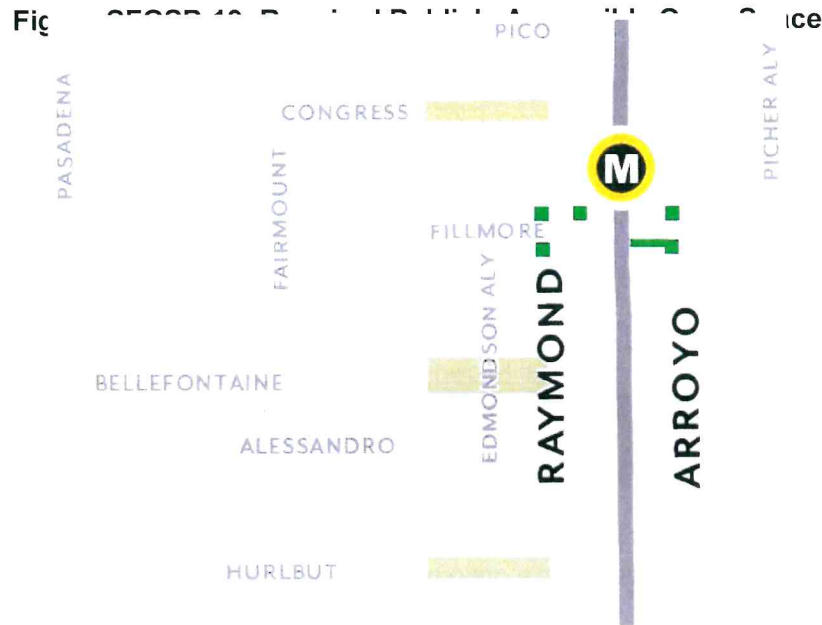 PICO
PASADENA
CONGRESS
PICHER ALY
FAIRMOUNT
M
FILLMORE
EDMONDSON ALY
RAYMOND
ARROYO
BELLEFONTAINE
ALESSANDRO
HURLBUT